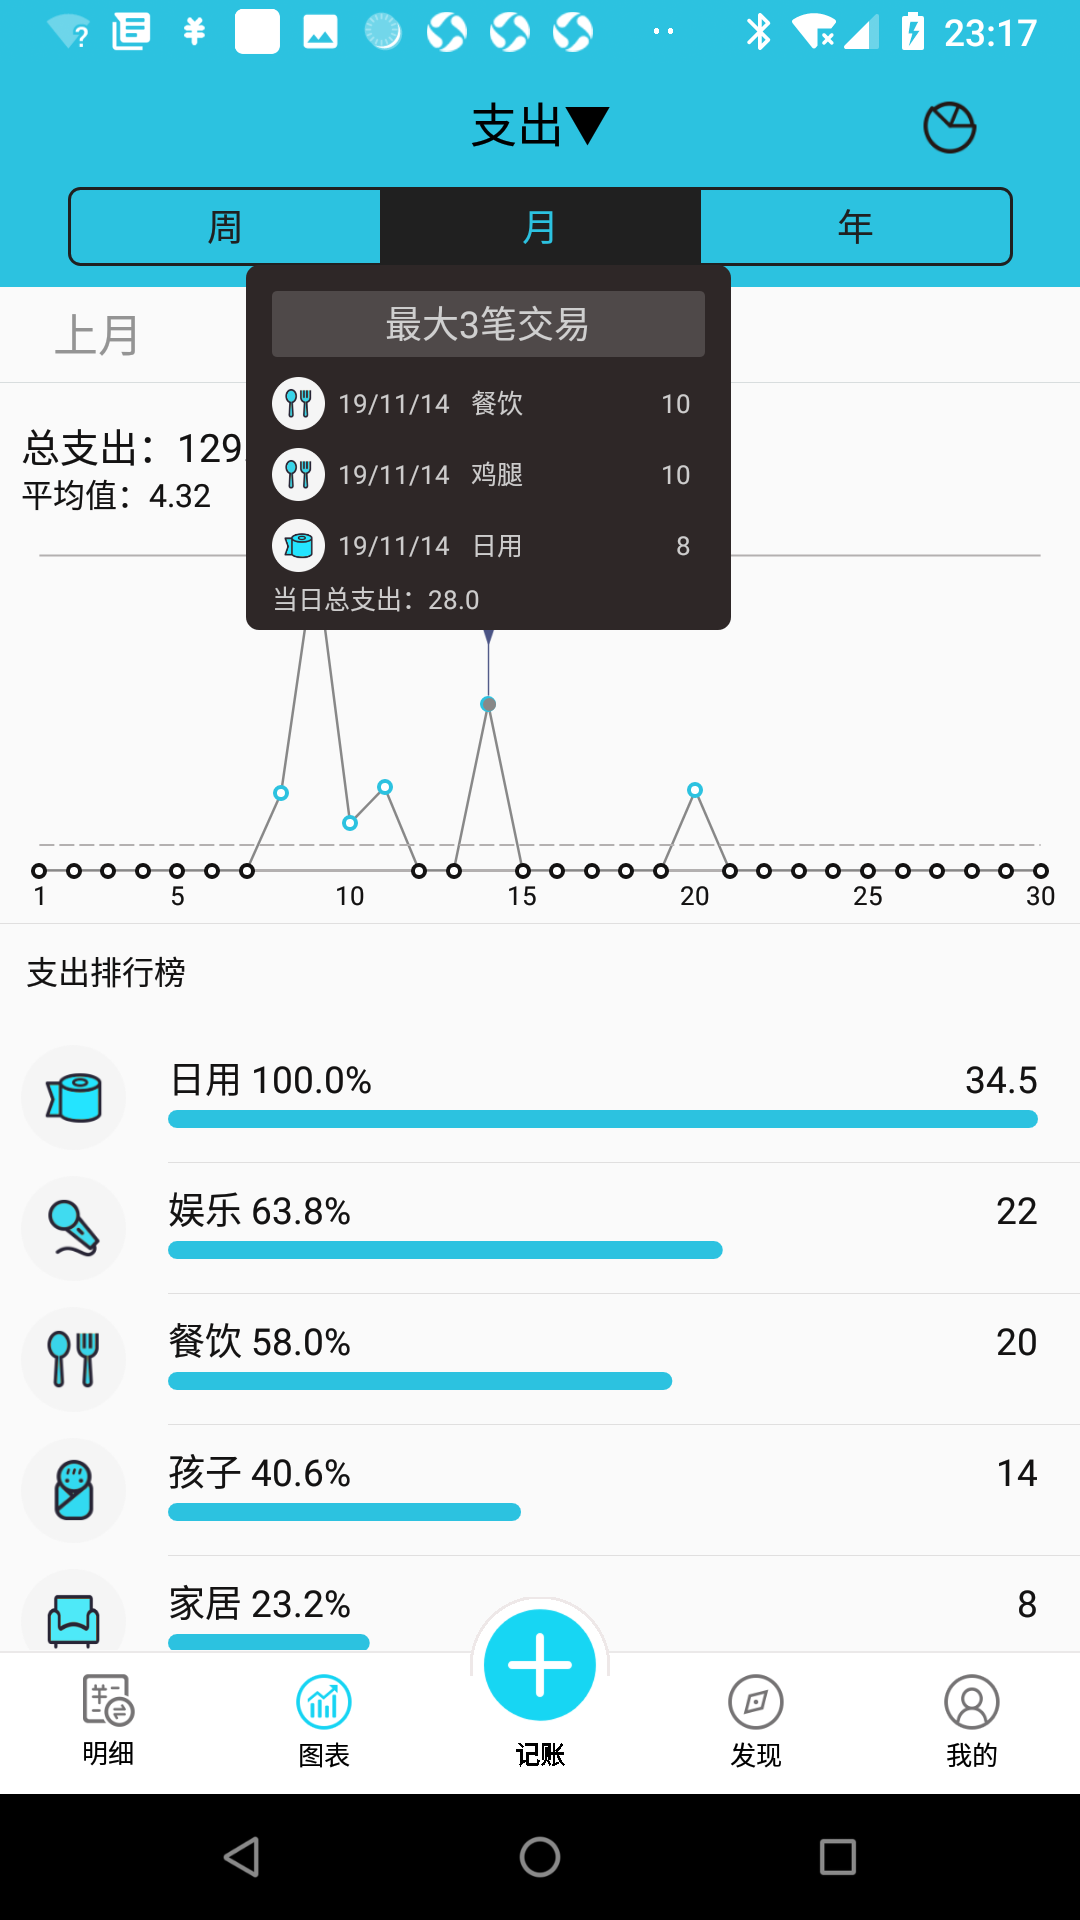 23:17
支出▼
周 月 年
上月
最大3笔交易
19/11/14 餐饮 10
19/11/14 鸡腿 10
19/11/14 日用 8
当日总支出：28.0
总支出：129
平均值：4.32
1 5 10 15 20 25 30
支出排行榜
日用 100.0% 34.5
娱乐 63.8% 22
餐饮 58.0% 20
孩子 40.6% 14
家居 23.2% 8
明细 图表 记账 发现 我的